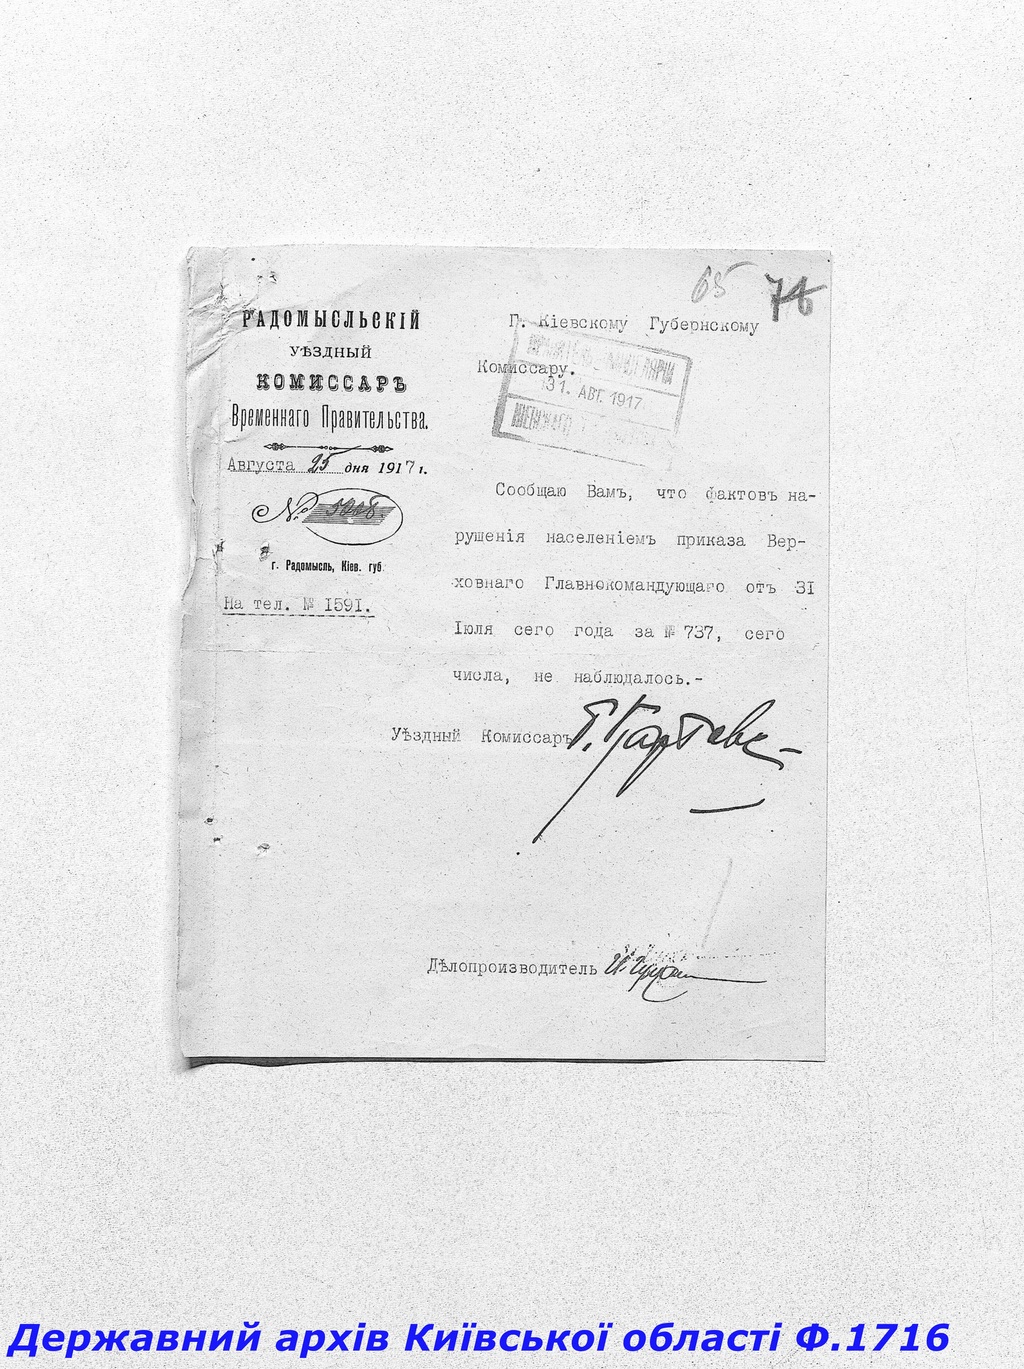 65 78
РАДОМЫСЛЬСКІЙ
УѢЗДНЫЙ
КОМИССАРЪ
Временнаго Правительства.
Августа 25 дня 1917 г.
№
г. Радомысль, Кіев. губ
На тел. № 1591.
Г. Кіевскому Губернскому
Комиссару.
31. АВГ. 1917
Сообщаю Вамъ, что фактовъ на-
рушенія населеніемъ приказа Вер-
ховнаго Главнокомандующаго отъ 31
Іюля сего года за № 737, сего
числа, не наблюдалось.-
Уѣздный Комиссаръ
Дѣлопроизводитель
Державний архів Київської області Ф.1716